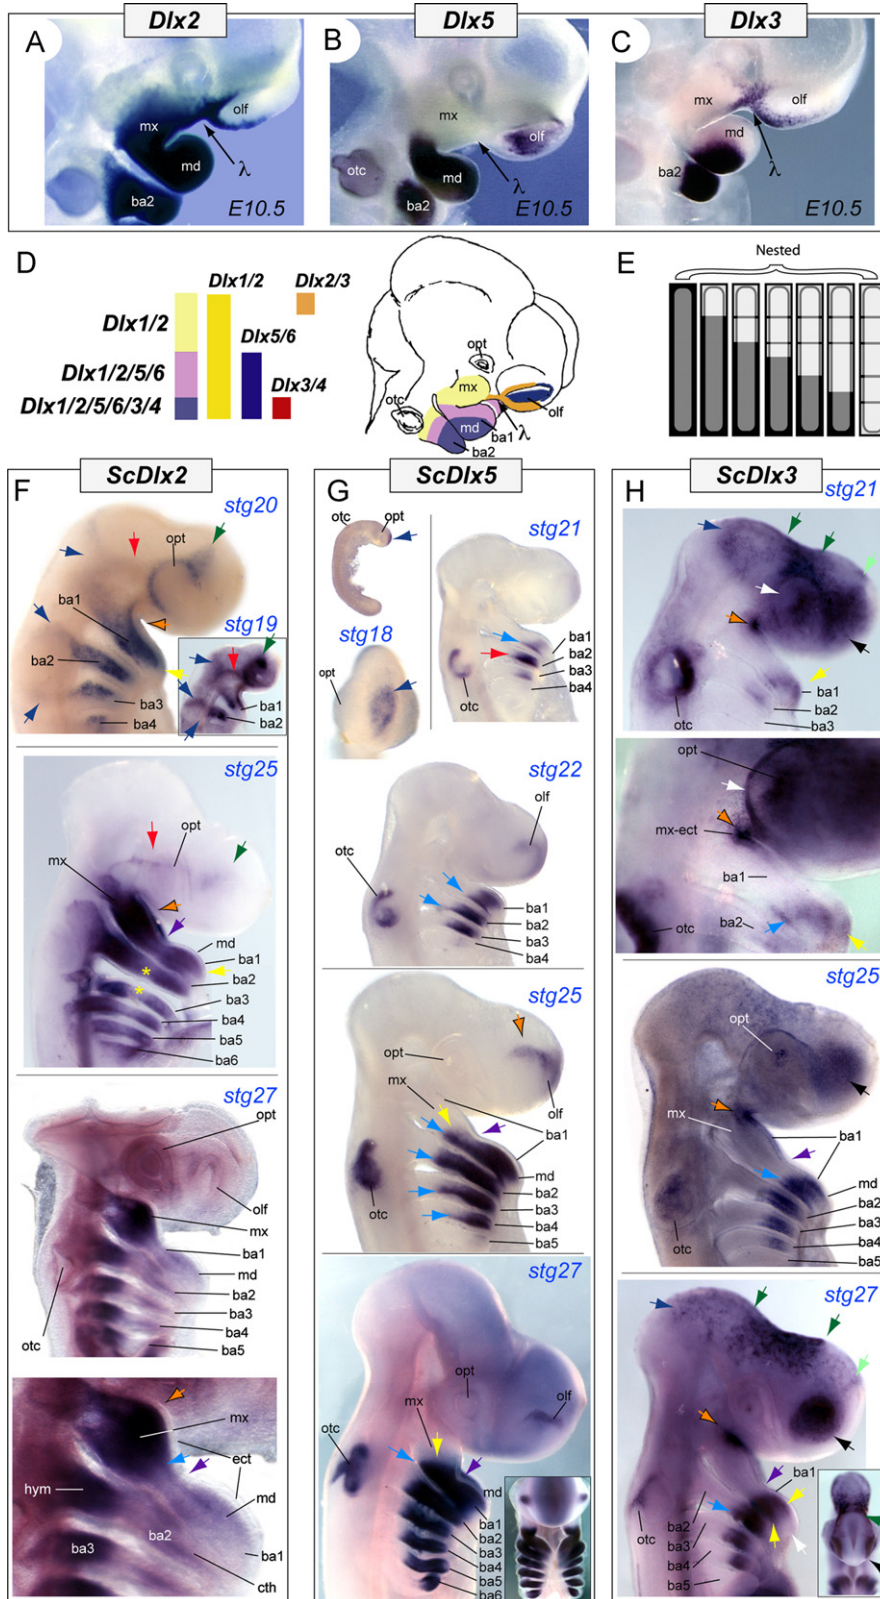 Dlx2
Dlx5
Dlx3
A
olf
mx
md
λ
ba2
E10.5
B
mx
olf
otc
md
λ
ba2
E10.5
C
mx
olf
md
λ
ba2
E10.5
D
Dlx1/2
Dlx2/3
Dlx1/2
Dlx5/6
Dlx1/2/5/6
Dlx3/4
Dlx1/2/5/6/3/4
opt
mx
otc
olf
md
ba1
λ
ba2
E
Nested
ScDlx2
F
stg20
opt
ba1
stg19
ba2
ba3
ba4
ba1
ba2
stg25
opt
mx
md
ba1
ba2
*
*
ba3
ba4
ba5
ba6
stg27
opt
olf
mx
ba1
md
ba2
ba3
ba4
otc
ba5
mx
ect
hym
md
ba2
ba3
ba1
cth
ScDlx5
G
otc
opt
stg21
stg18
opt
ba1
ba2
otc
ba3
ba4
stg22
olf
otc
ba1
ba2
ba3
ba4
stg25
opt
mx
olf
ba1
md
otc
ba2
ba3
ba4
ba5
stg27
opt
mx
olf
otc
md
ba1
ba2
ba3
ba4
ba5
ba6
ScDlx3
H
stg21
ba1
otc
ba2
ba3
opt
mx-ect
ba1
otc
ba2
stg25
opt
mx
ba1
md
ba2
otc
ba3
ba4
ba5
stg27
ba1
otc
ba2
ba3
ba4
ba5